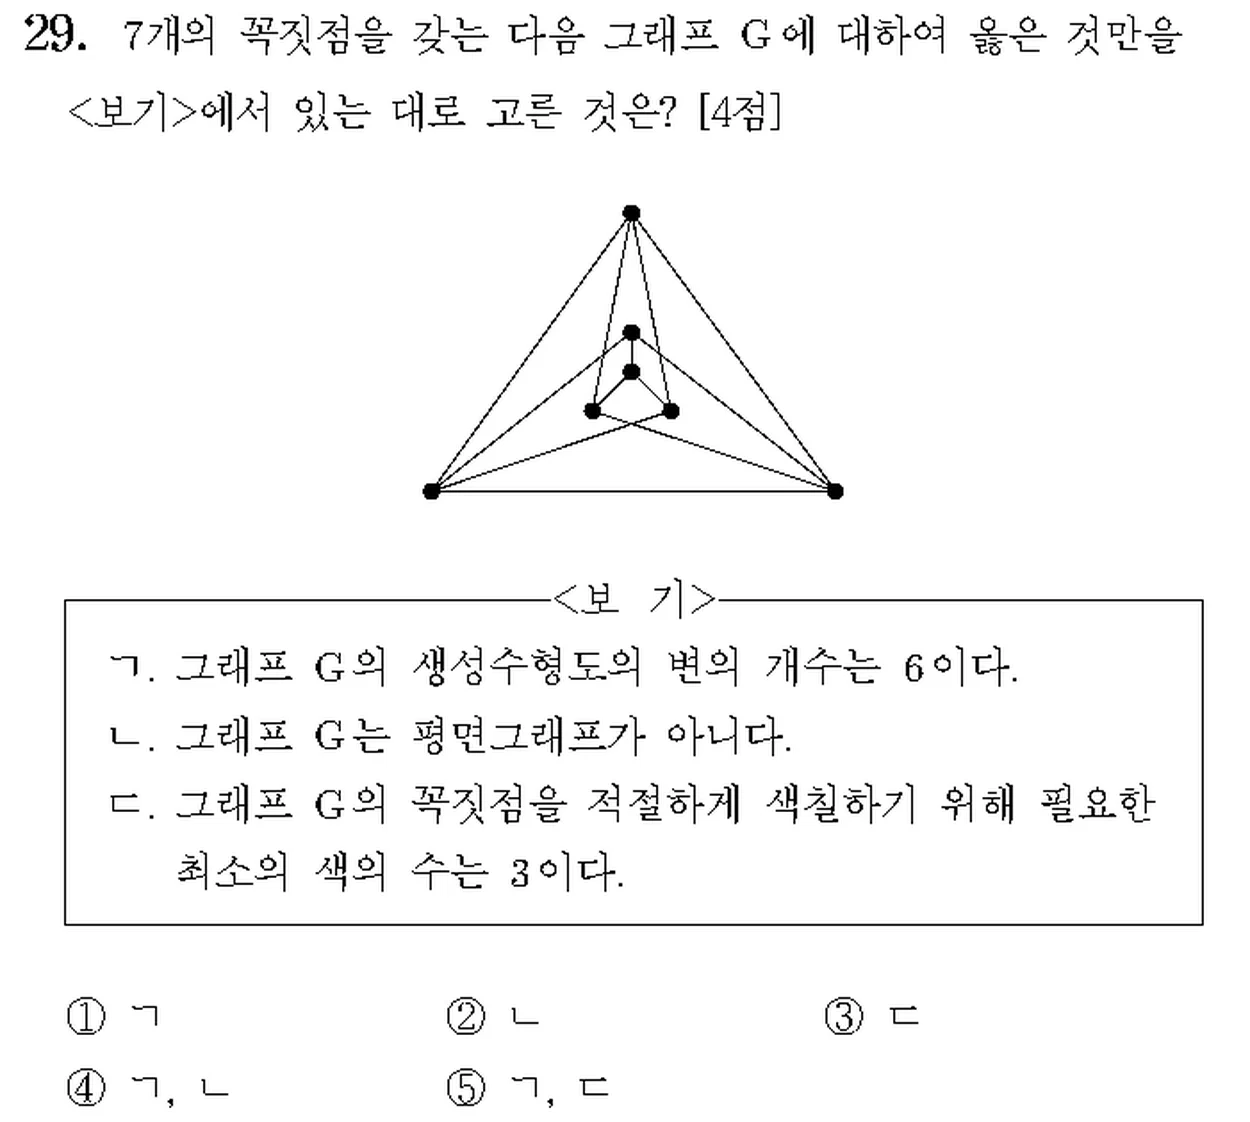 29. 7개의 꼭짓점을 갖는 다음 그래프 G에 대하여 옳은 것만을
<보기>에서 있는 대로 고른 것은? [4점]
<보 기>
ㄱ. 그래프 G의 생성수형도의 변의 개수는 6이다.
ㄴ. 그래프 G는 평면그래프가 아니다.
ㄷ. 그래프 G의 꼭짓점을 적절하게 색칠하기 위해 필요한
최소의 색의 수는 3이다.
① ㄱ ② ㄴ ③ ㄷ
④ ㄱ, ㄴ ⑤ ㄱ, ㄷ